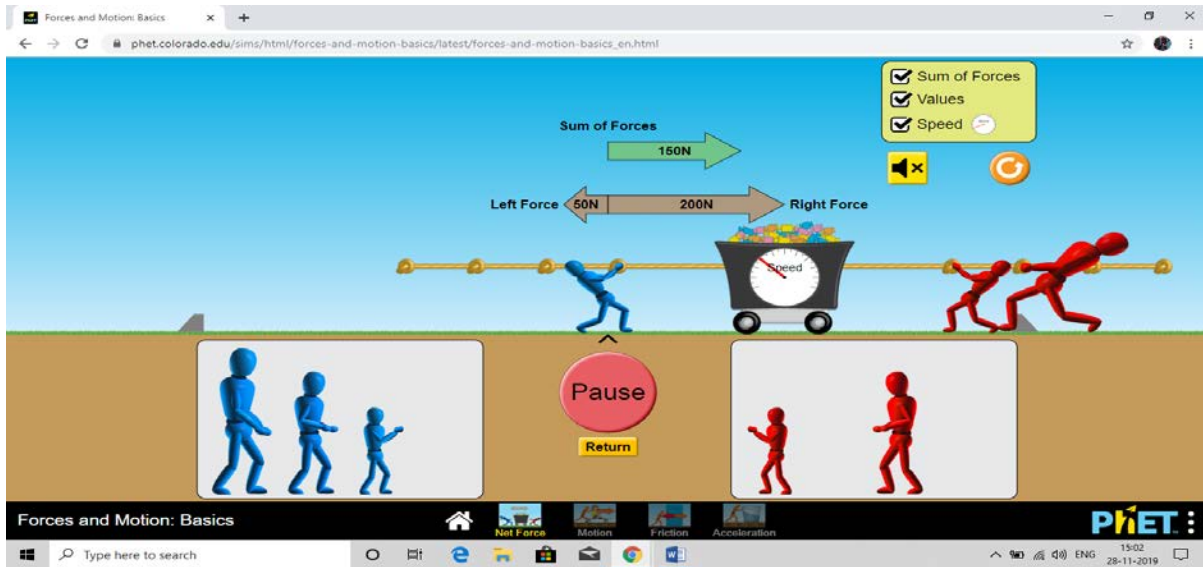 Forces and Motion: Basics
phet.colorado.edu/sims/html/forces-and-motion-basics/latest/forces-and-motion-basics_en.html
Sum of Forces
Values
Speed
Sum of Forces
150N
Left Force 50N 200N Right Force
Speed
Pause
Return
Forces and Motion: Basics
Net Force Motion Friction Acceleration
PhET
Type here to search
ENG
15:02
28-11-2019